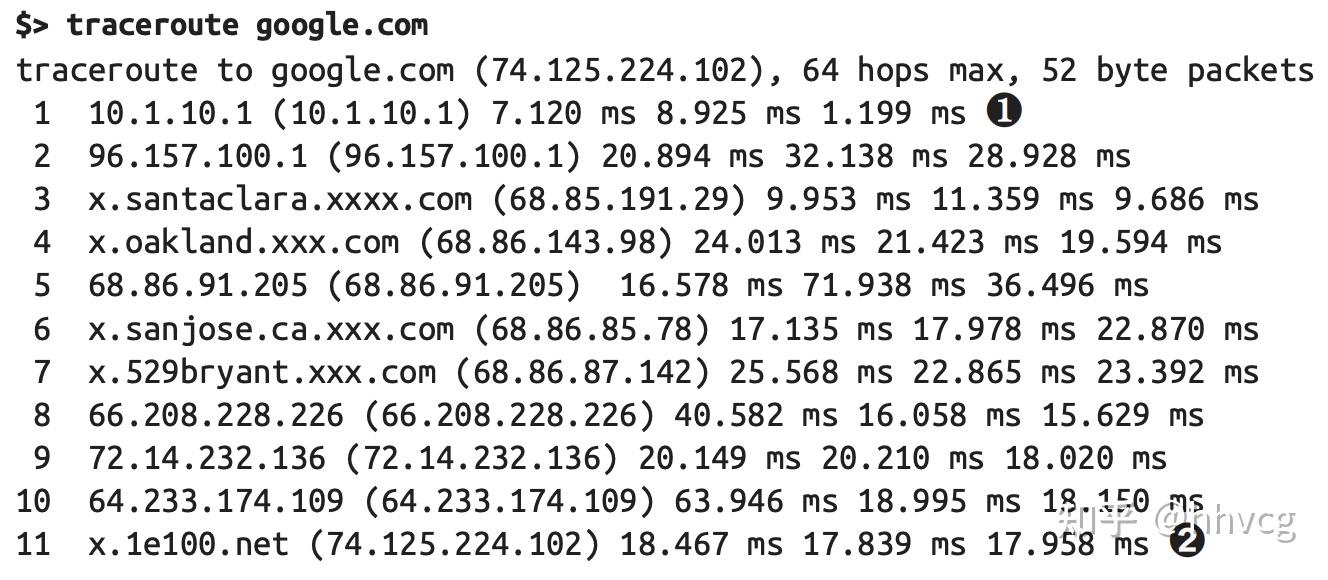 $> traceroute google.com
traceroute to google.com (74.125.224.102), 64 hops max, 52 byte packets
1 10.1.10.1 (10.1.10.1) 7.120 ms 8.925 ms 1.199 ms ❶
2 96.157.100.1 (96.157.100.1) 20.894 ms 32.138 ms 28.928 ms
3 x.santaclara.xxxx.com (68.85.191.29) 9.953 ms 11.359 ms 9.686 ms
4 x.oakland.xxx.com (68.86.143.98) 24.013 ms 21.423 ms 19.594 ms
5 68.86.91.205 (68.86.91.205) 16.578 ms 71.938 ms 36.496 ms
6 x.sanjose.ca.xxx.com (68.86.85.78) 17.135 ms 17.978 ms 22.870 ms
7 x.529bryant.xxx.com (68.86.87.142) 25.568 ms 22.865 ms 23.392 ms
8 66.208.228.226 (66.208.228.226) 40.582 ms 16.058 ms 15.629 ms
9 72.14.232.136 (72.14.232.136) 20.149 ms 20.210 ms 18.020 ms
10 64.233.174.109 (64.233.174.109) 63.946 ms 18.995 ms 18.150 ms
11 x.1e100.net (74.125.224.102) 18.467 ms 17.839 ms 17.958 ms ❷
知乎 @nhvcg